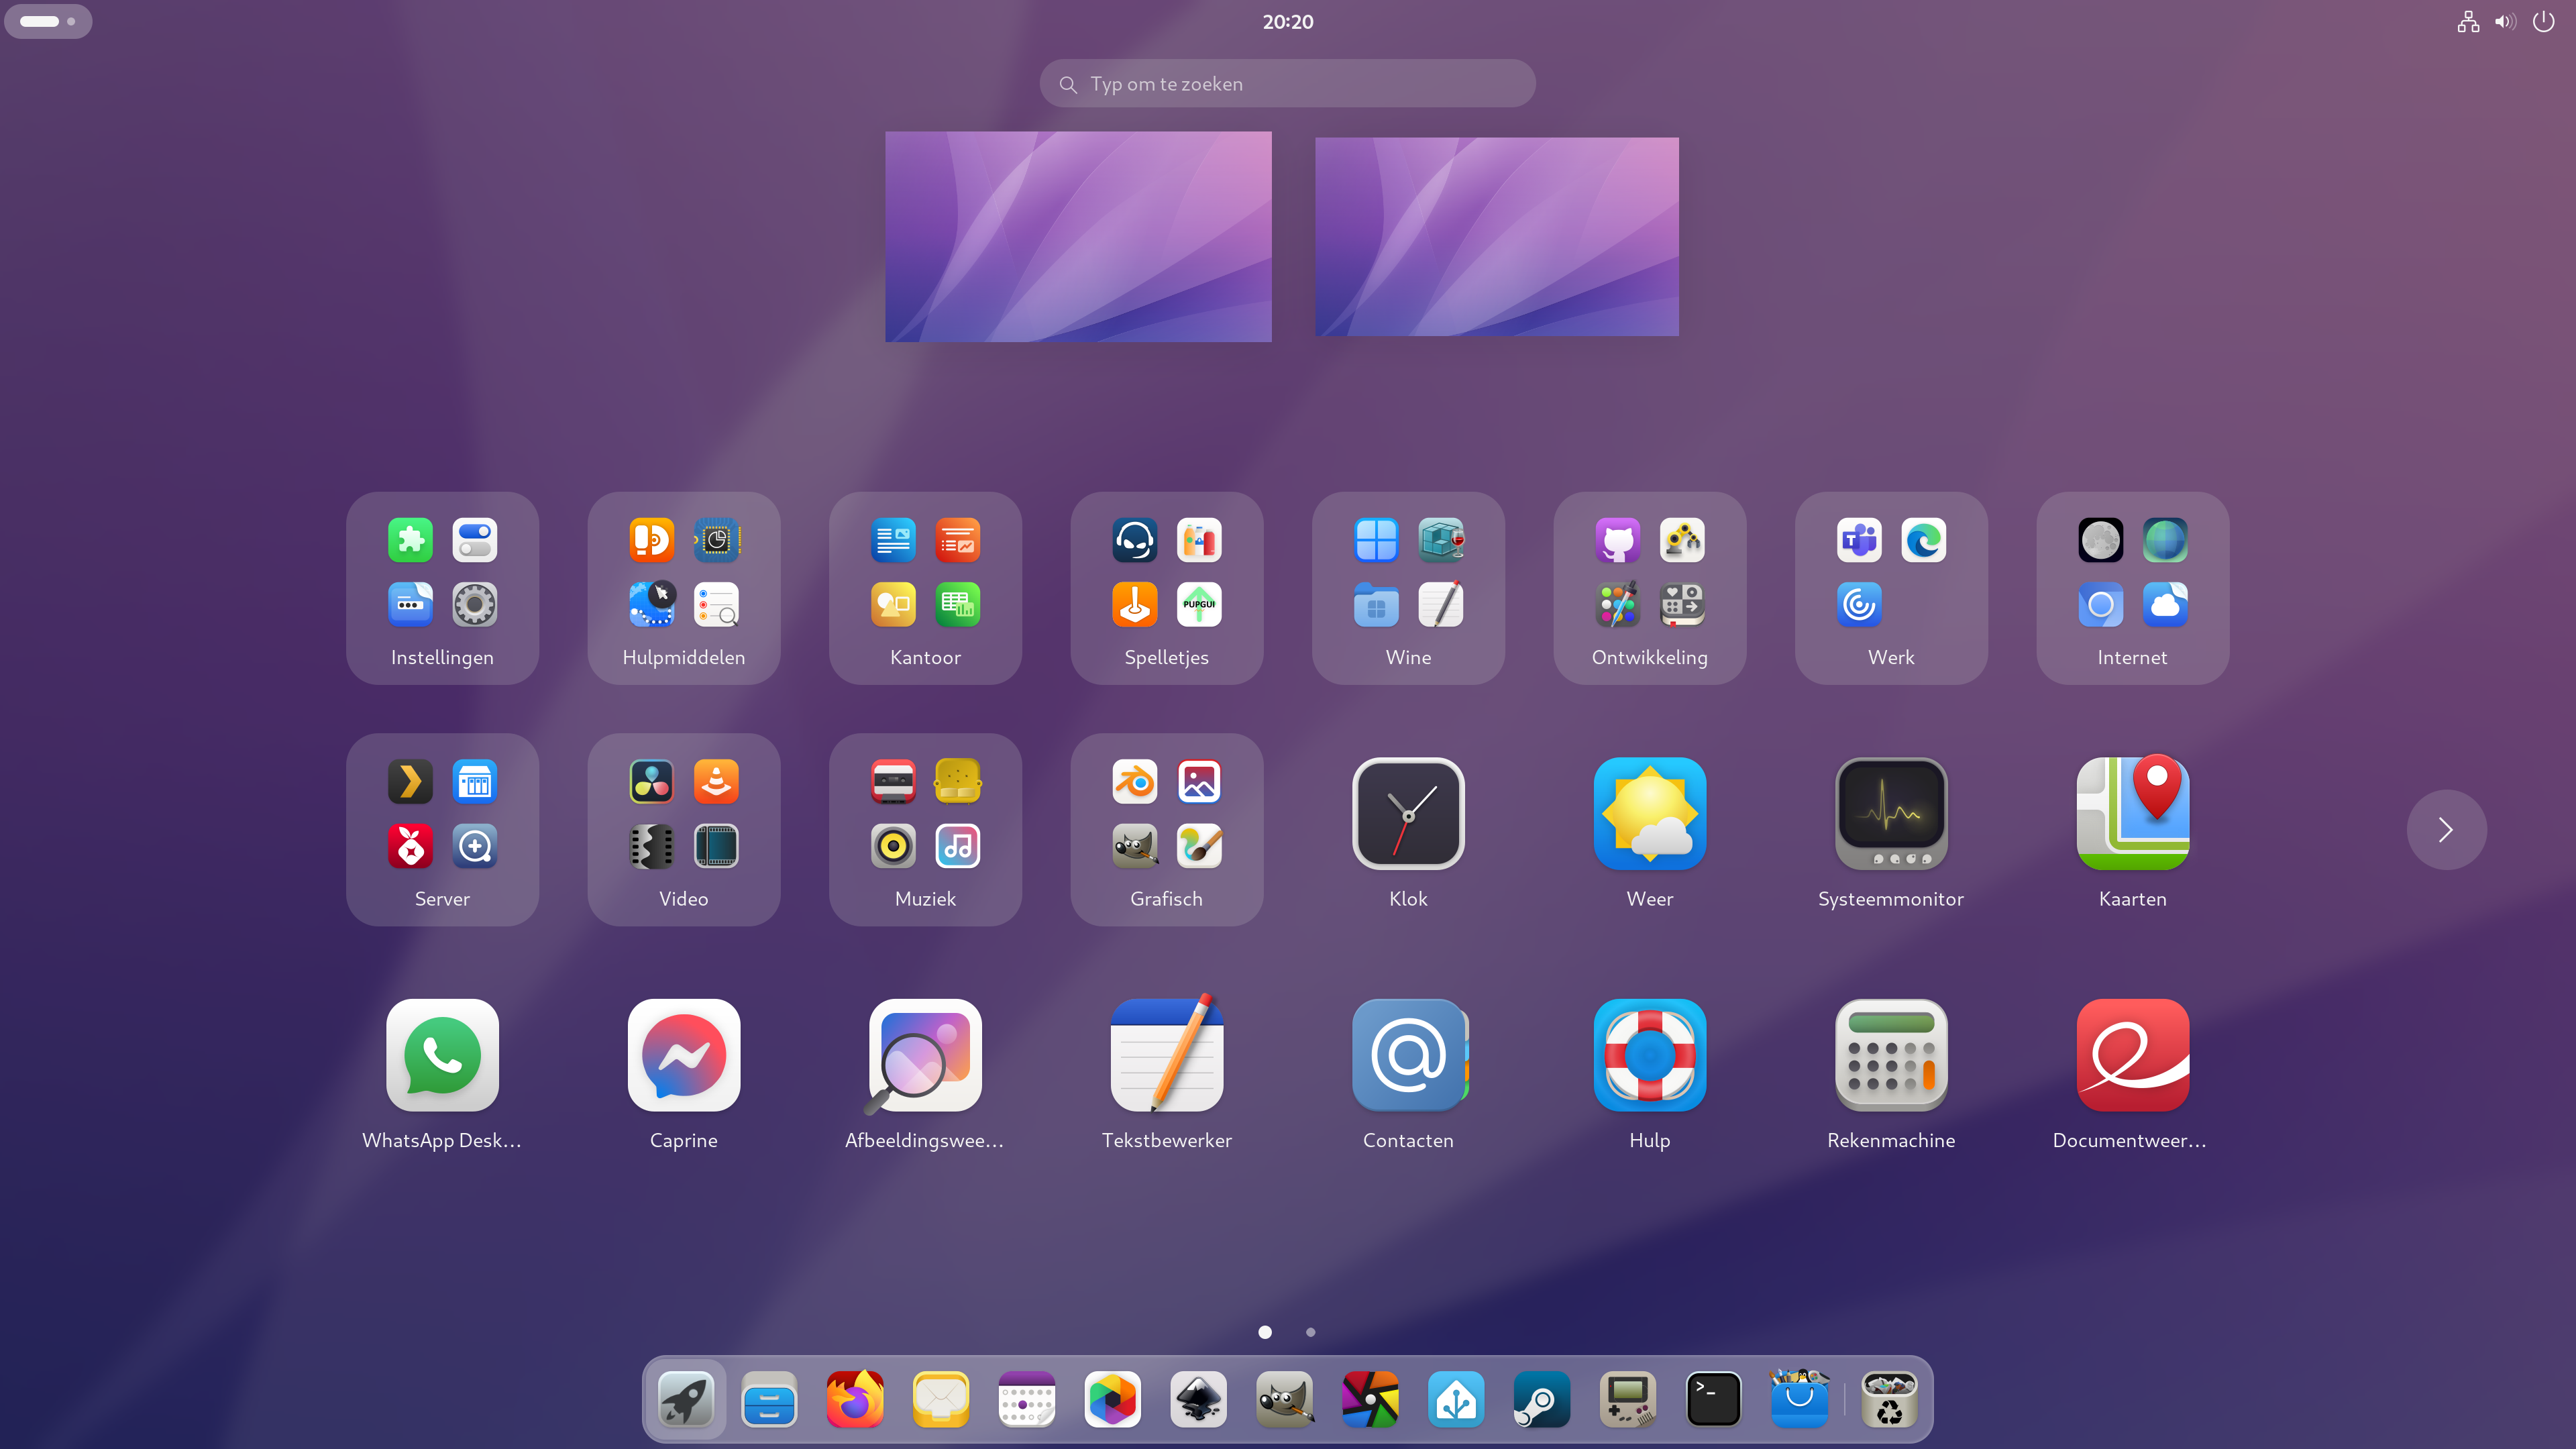 20:20
Typ om te zoeken
Instellingen
Hulpmiddelen
Kantoor
PUPGUI
Spelletjes
Wine
Ontwikkeling
T
Werk
Internet
Server
Video
Muziek
Grafisch
Klok
Weer
Systeemmonitor
Kaarten
WhatsApp Desk...
Caprine
Afbeeldingswee...
Tekstbewerker
Contacten
Hulp
Rekenmachine
Documentweer...
>_